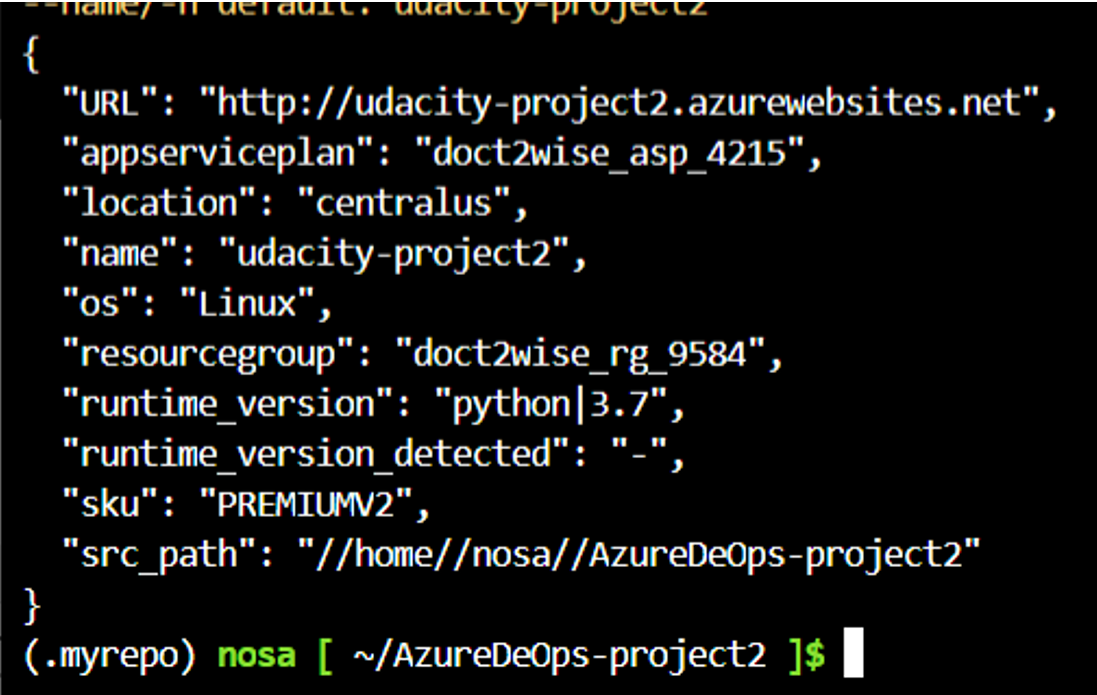 --name/-n default: udacity-project2
{
  "URL": "http://udacity-project2.azurewebsites.net",
  "appserviceplan": "doct2wise_asp_4215",
  "location": "centralus",
  "name": "udacity-project2",
  "os": "Linux",
  "resourcegroup": "doct2wise_rg_9584",
  "runtime_version": "python|3.7",
  "runtime_version_detected": "-",
  "sku": "PREMIUMV2",
  "src_path": "//home//nosa//AzureDeOps-project2"
}
(.myrepo) nosa [ ~/AzureDeOps-project2 ]$